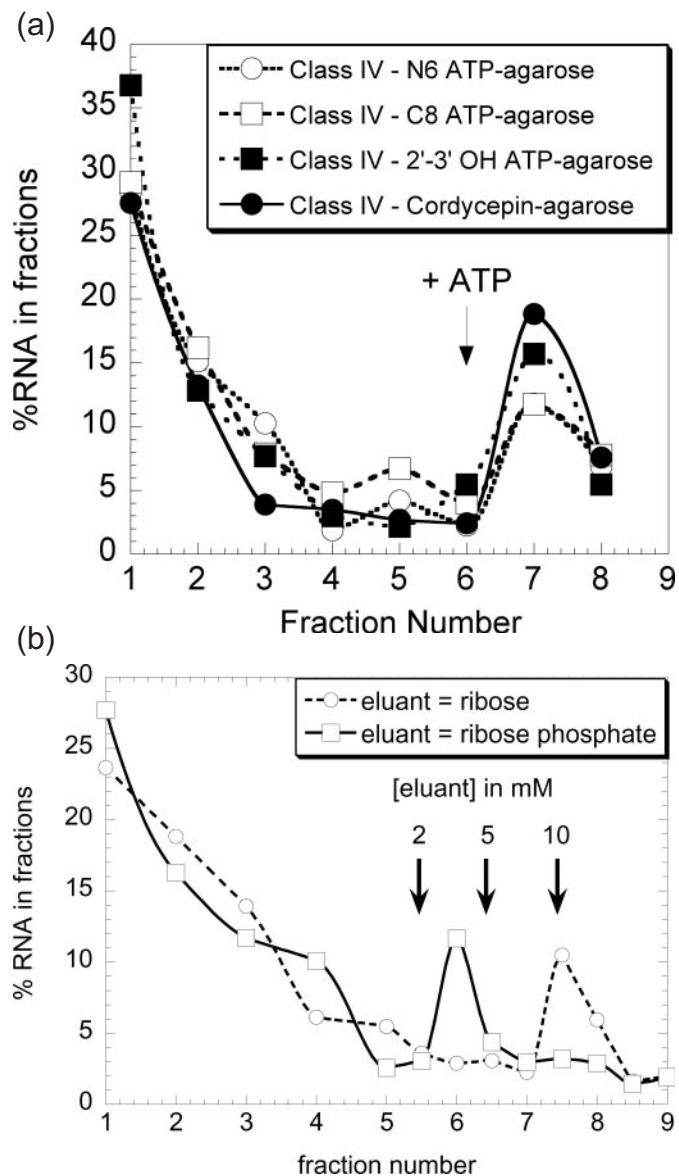 (a)
40
35
30
25
20
15
10
5
0
%RNA in fractions
Class IV - N6 ATP-agarose
Class IV - C8 ATP-agarose
Class IV - 2'-3' OH ATP-agarose
Class IV - Cordycepin-agarose
+ ATP
1 2 3 4 5 6 7 8 9
Fraction Number
(b)
30
25
20
15
10
5
0
% RNA in fractions
eluant = ribose
eluant = ribose phosphate
[eluant] in mM
2 5 10
1 2 3 4 5 6 7 8 9
fraction number